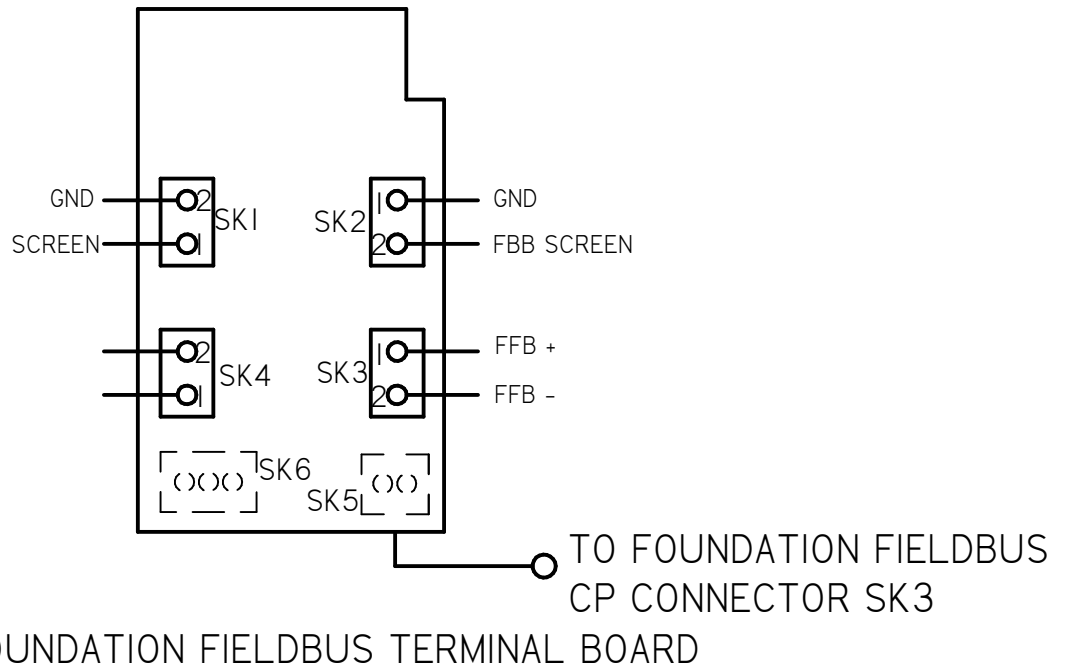 GND
2
SK1
SCREEN
1
1
GND
SK2
2
FBB SCREEN
2
SK4
1
1
FFB +
SK3
2
FFB -
SK6
SK5
TO FOUNDATION FIELDBUS
CP CONNECTOR SK3
OUNDATION FIELDBUS TERMINAL BOARD